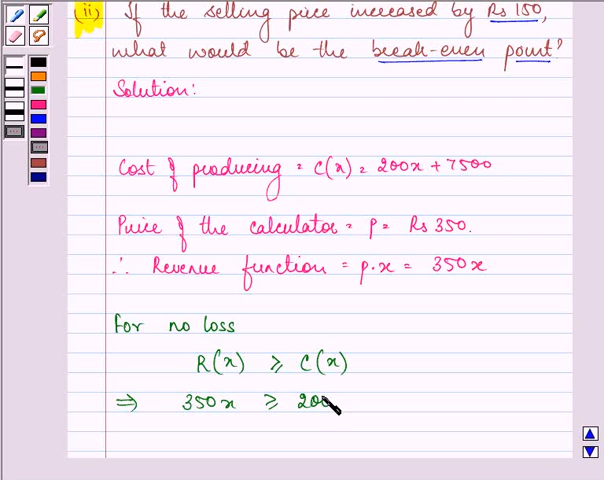 (ii) If the selling price increased by Rs 150,
what would be the break-even point?
Solution:
Cost of producing = C(x) = 200x + 7500
Price of the calculator = p = Rs 350.
∴ Revenue function = p.x = 350x
For no loss
R(x) ⩾ C(x)
⇒ 350x ⩾ 200